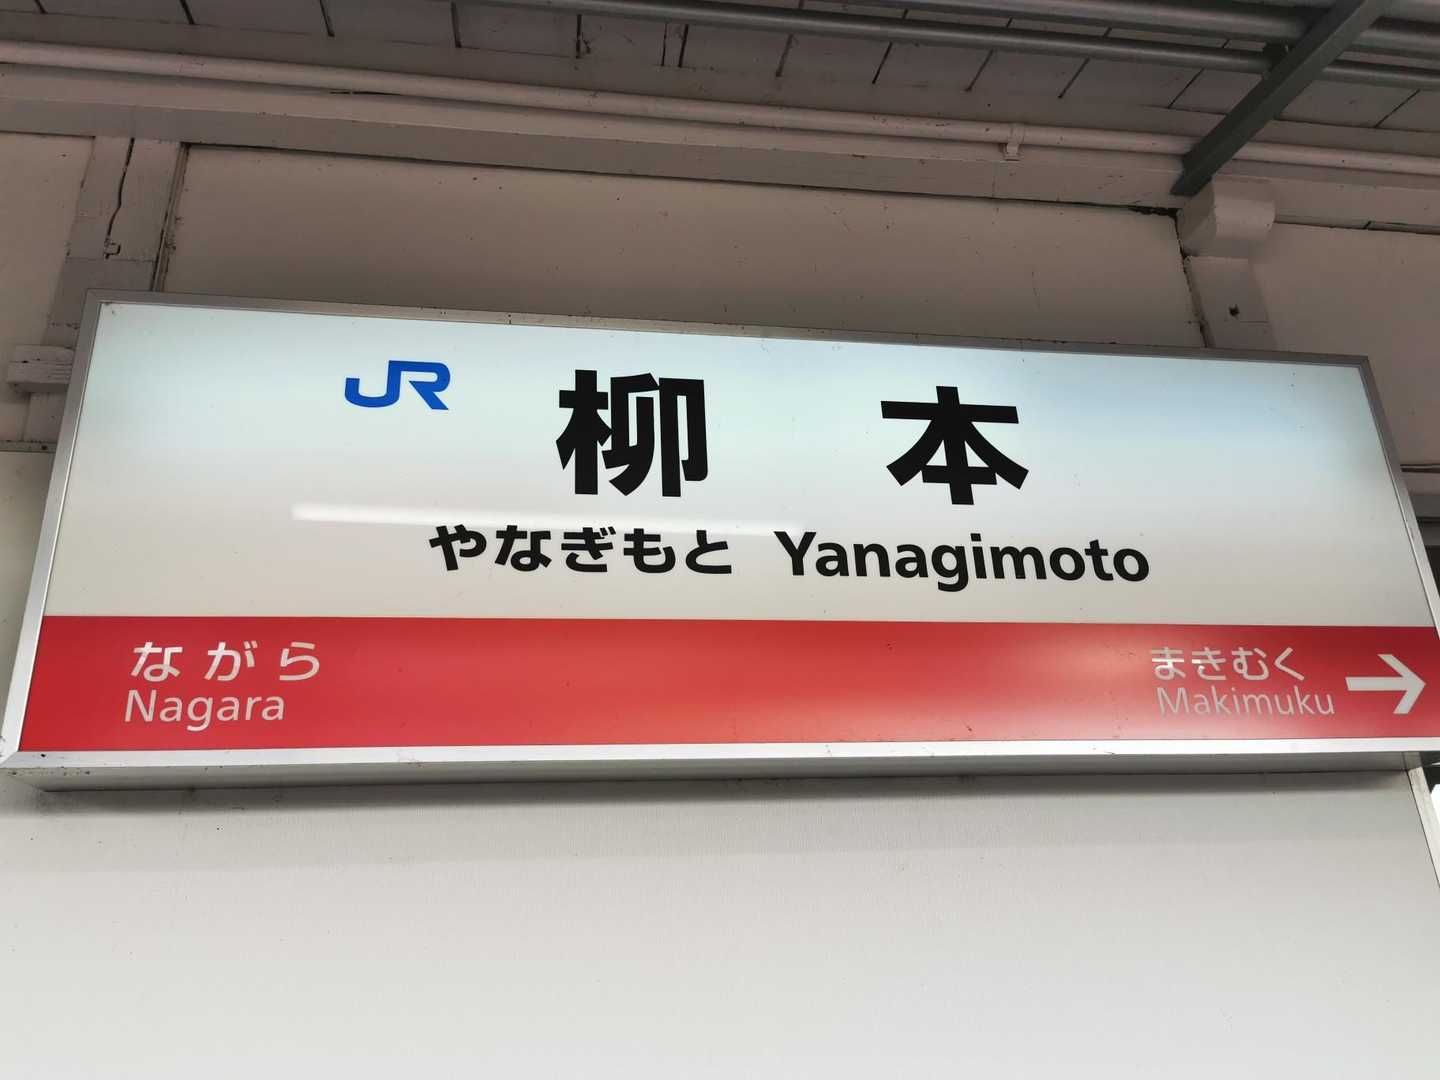 JR 柳本
やなぎもと Yanagimoto
ながら
Nagara
まきむく
Makimuku →